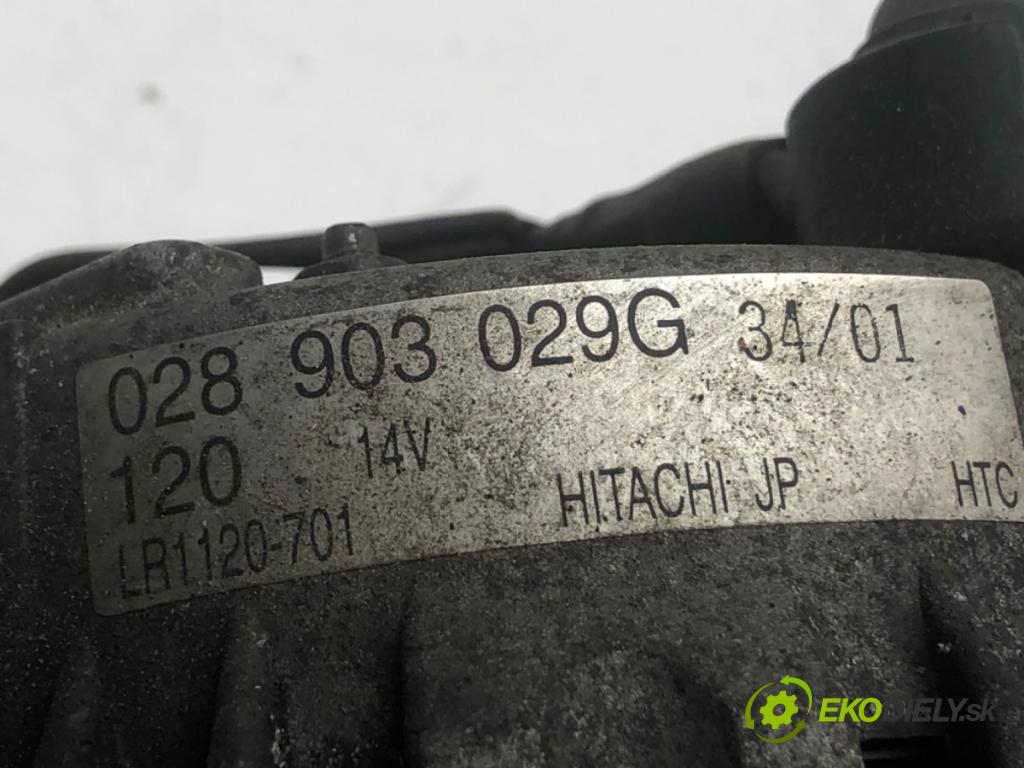 028 903 029G 34/01
120 14V
HITACHI JP HTC
LR1120-701
EKODIELY.sk